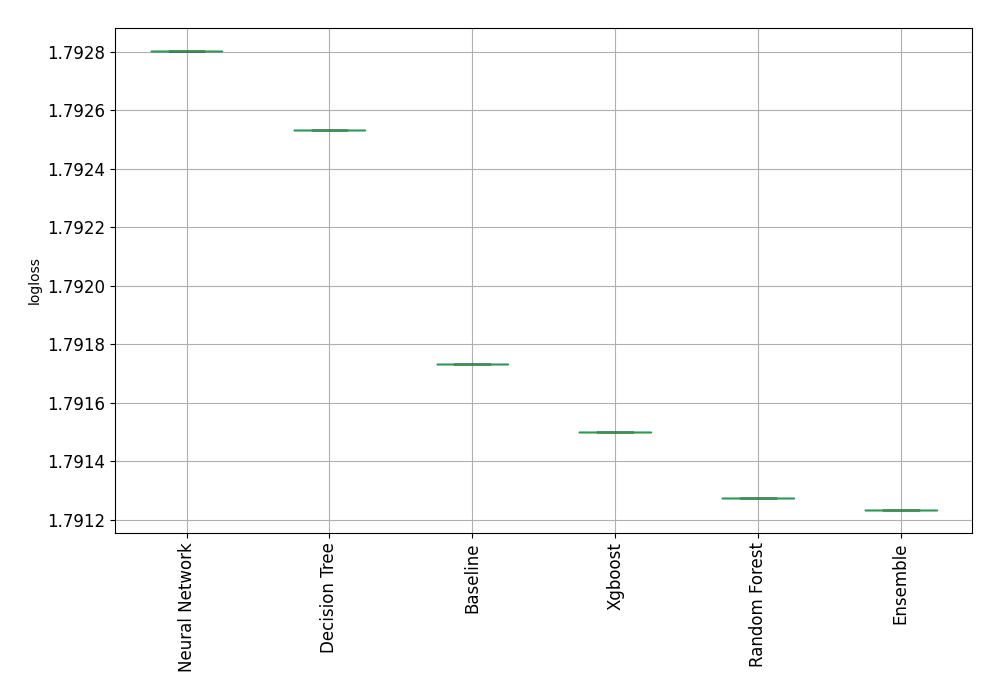 1.7928
1.7926
1.7924
1.7922
1.7920
1.7918
1.7916
1.7914
1.7912
logloss
Neural Network
Decision Tree
Baseline
Xgboost
Random Forest
Ensemble